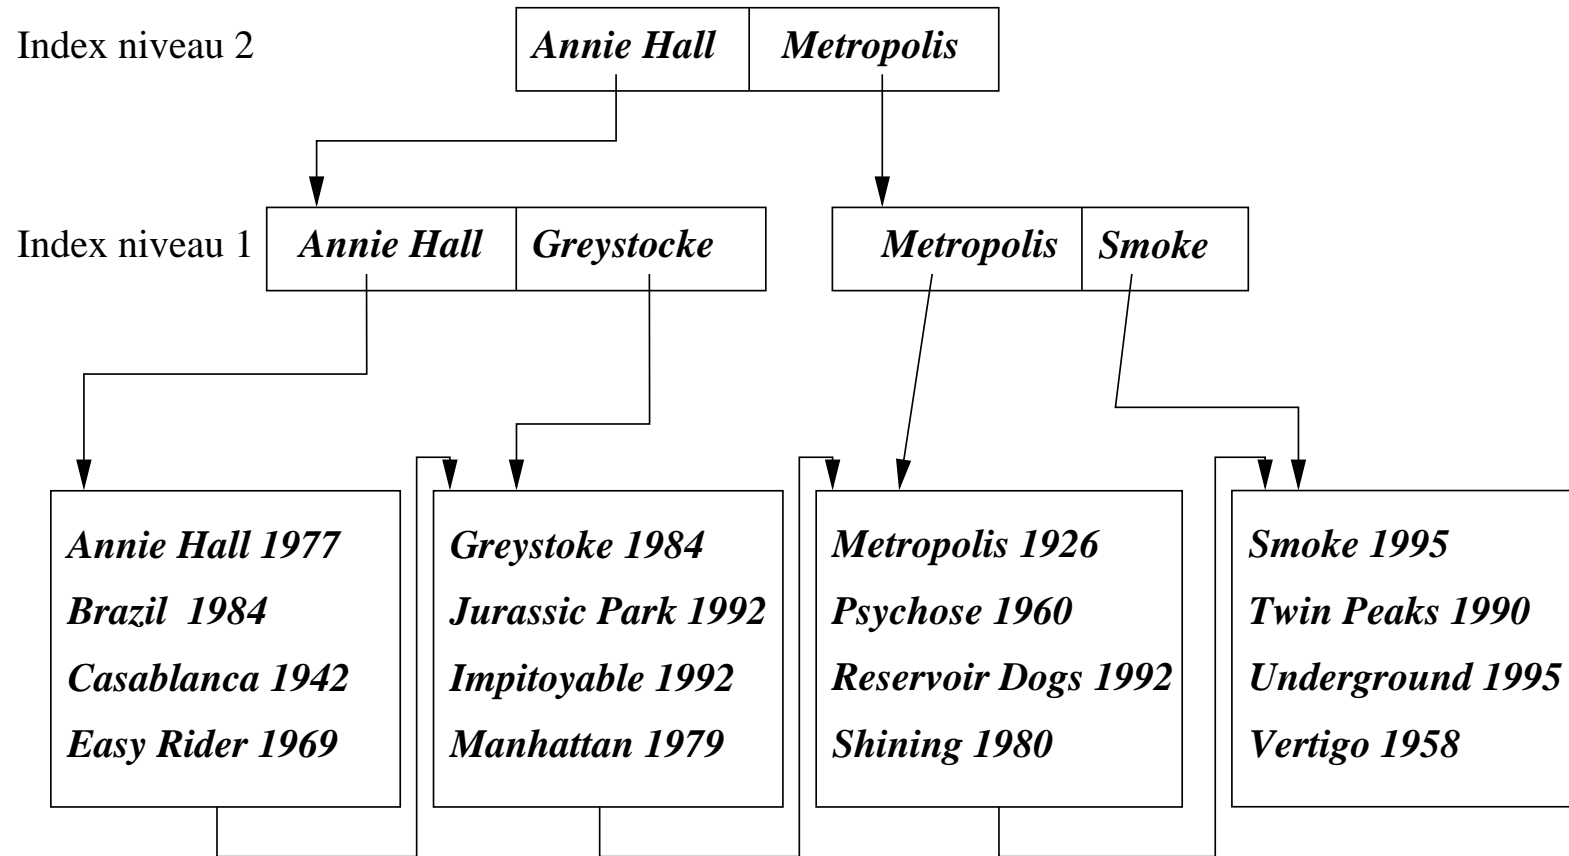 Index niveau 2
Annie Hall Metropolis
Index niveau 1
Annie Hall Greystocke
Metropolis Smoke
Annie Hall 1977
Brazil 1984
Casablanca 1942
Easy Rider 1969
Greystoke 1984
Jurassic Park 1992
Impitoyable 1992
Manhattan 1979
Metropolis 1926
Psychose 1960
Reservoir Dogs 1992
Shining 1980
Smoke 1995
Twin Peaks 1990
Underground 1995
Vertigo 1958